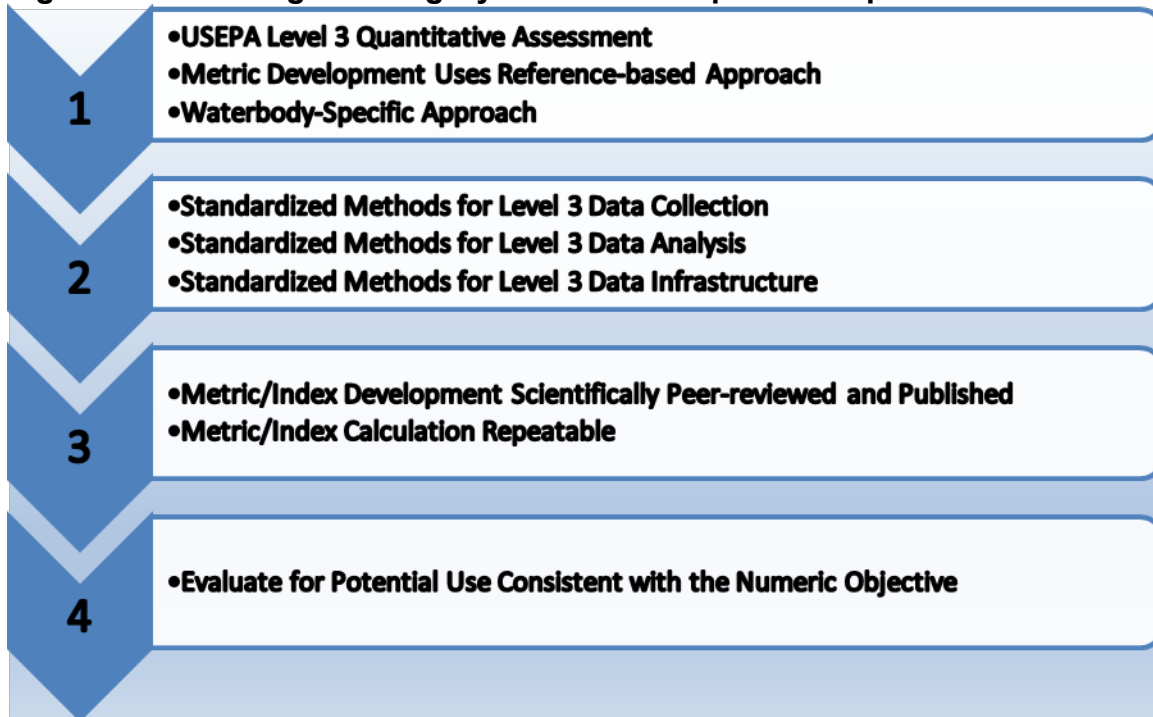 1
•USEPA Level 3 Quantitative Assessment
•Metric Development Uses Reference-based Approach
•Waterbody-Specific Approach
2
•Standardized Methods for Level 3 Data Collection
•Standardized Methods for Level 3 Data Analysis
•Standardized Methods for Level 3 Data Infrastructure
3
•Metric/Index Development Scientifically Peer-reviewed and Published
•Metric/Index Calculation Repeatable
4
•Evaluate for Potential Use Consistent with the Numeric Objective